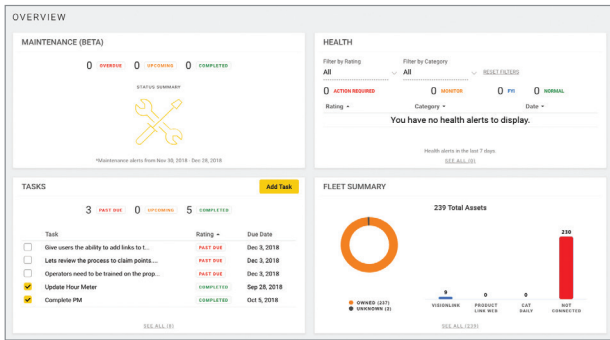 OVERVIEW
MAINTENANCE (BETA)
0 OVERDUE 0 UPCOMING 0 COMPLETED
STATUS SUMMARY
*Maintenance alerts from Nov 30, 2018 - Dec 28, 2018
HEALTH
Filter by Rating Filter by Category
All All RESET FILTERS
0 ACTION REQUIRED 0 MONITOR 0 FYI 0 NORMAL
Rating Category Date
You have no health alerts to display.
Health alerts in the last 7 days
SEE ALL (0)
TASKS Add Task
3 PAST DUE 0 UPCOMING 5 COMPLETED
Task Rating Due Date
Give users the ability to add links to t... PAST DUE Dec 3, 2018
Lets review the process to claim points.... PAST DUE Dec 3, 2018
Operators need to be trained on the prop... PAST DUE Dec 3, 2018
Update Hour Meter COMPLETED Sep 28, 2018
Complete PM COMPLETED Oct 5, 2018
SEE ALL (8)
FLEET SUMMARY
239 Total Assets
230
0 0 0
OWNED (237)
UNKNOWN (2)
VISIONLINK
PRODUCT
LINK WEB
CAT
DAILY
NOT
CONNECTED
SEE ALL (239)